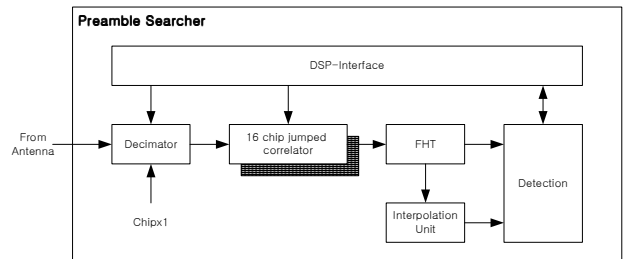 Preamble Searcher
DSP-Interface
From
Antenna
Decimator
16 chip jumped
correlator
FHT
Detection
Interpolation
Unit
Chipx1